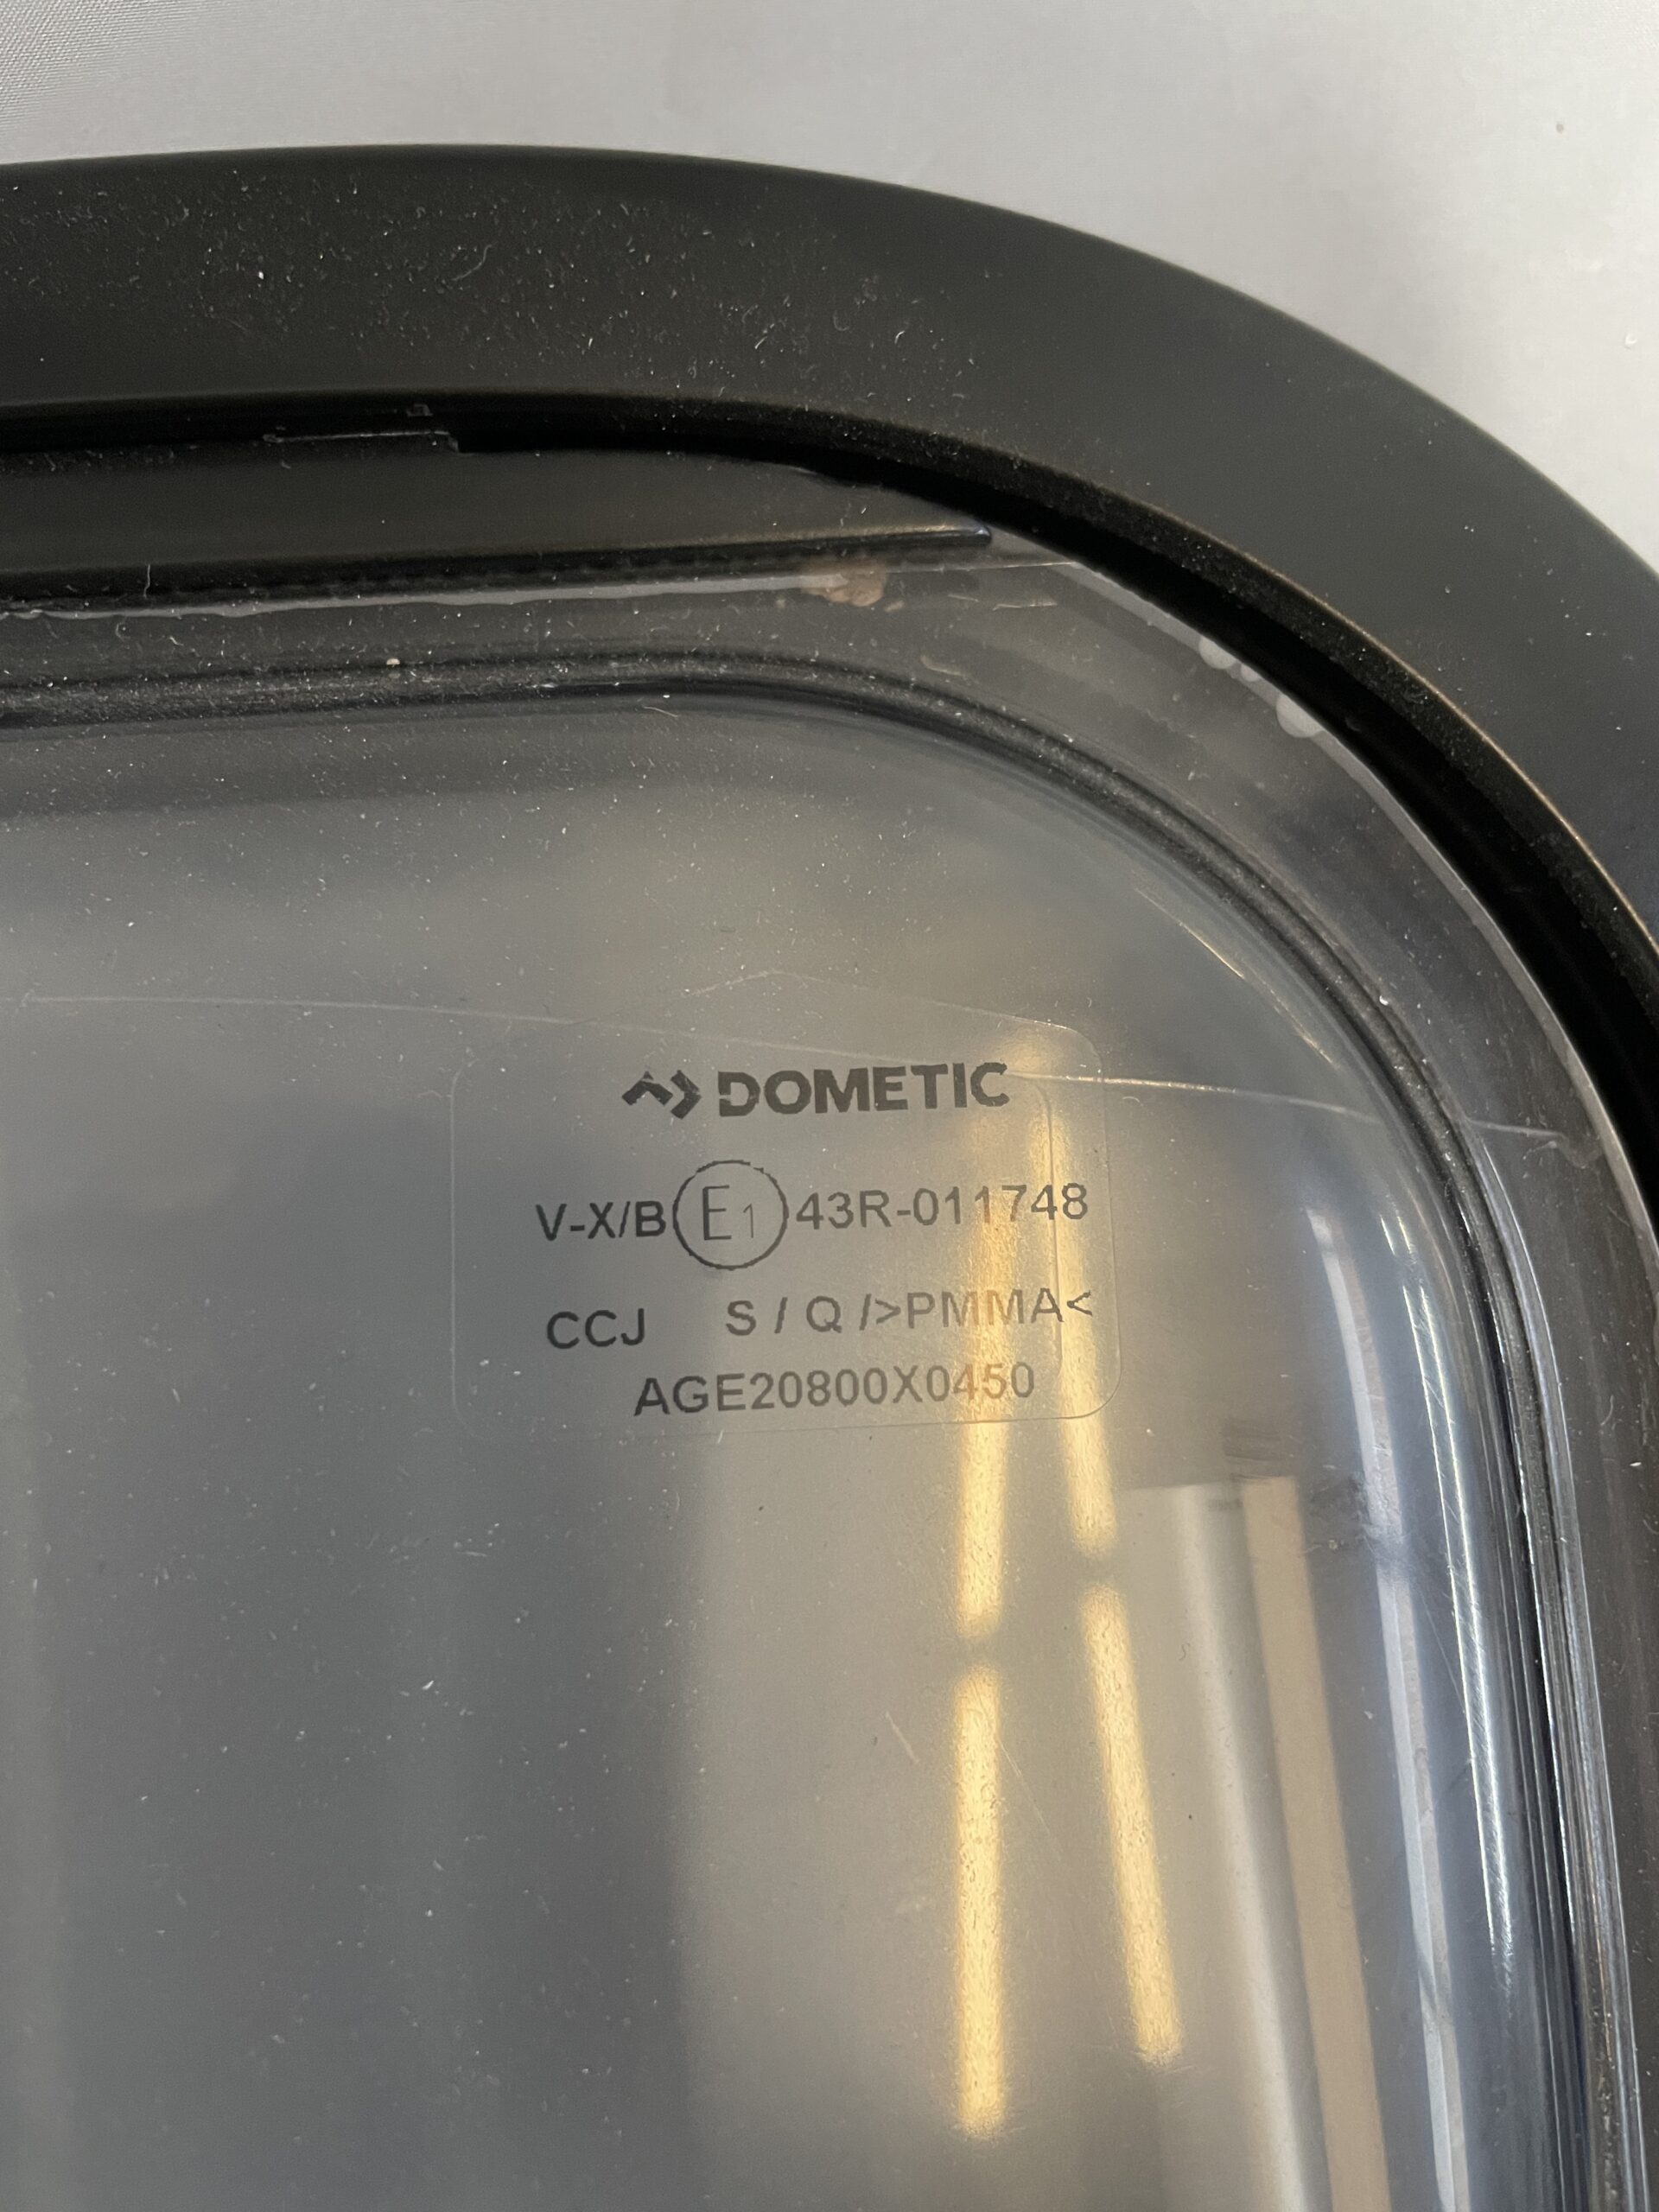 DOMETIC
V-X/B E1 43R-011748
CCJ S / Q />PMMA<
AGE20800X0450